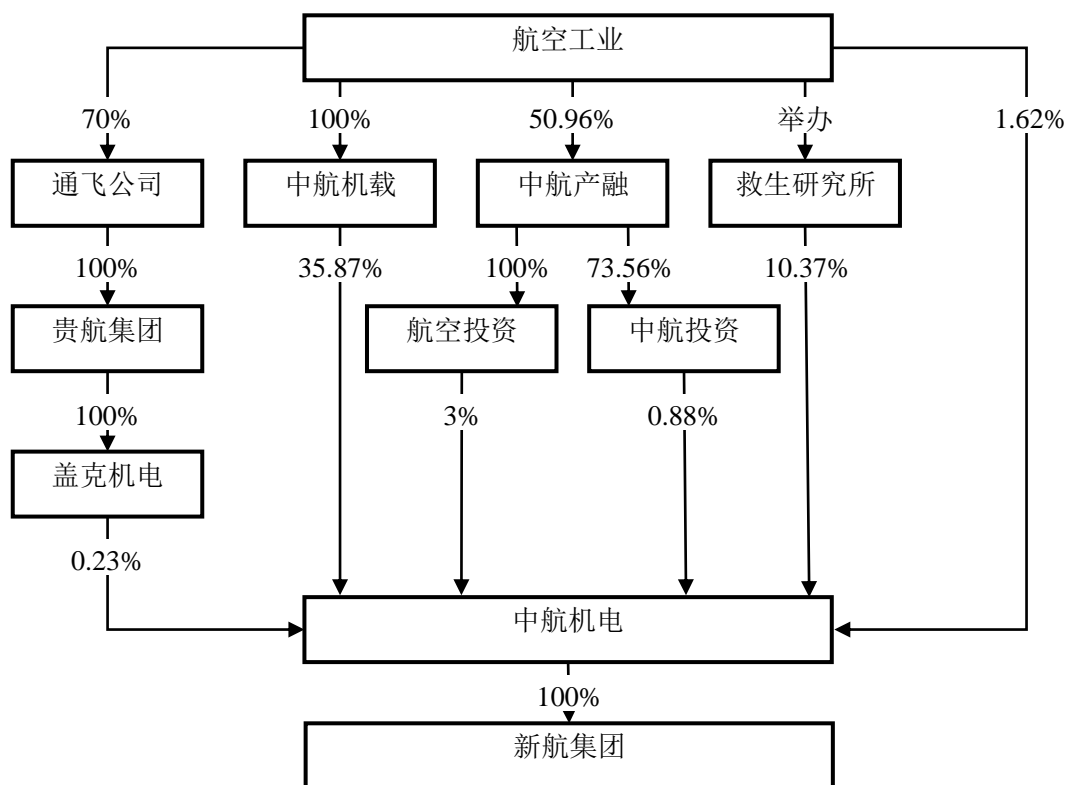 航空工业
70%
100%
50.96%
举办
1.62%
通飞公司
中航机载
中航产融
救生研究所
100%
35.87%
100%
73.56%
10.37%
贵航集团
航空投资
中航投资
100%
3%
0.88%
盖克机电
0.23%
中航机电
100%
新航集团